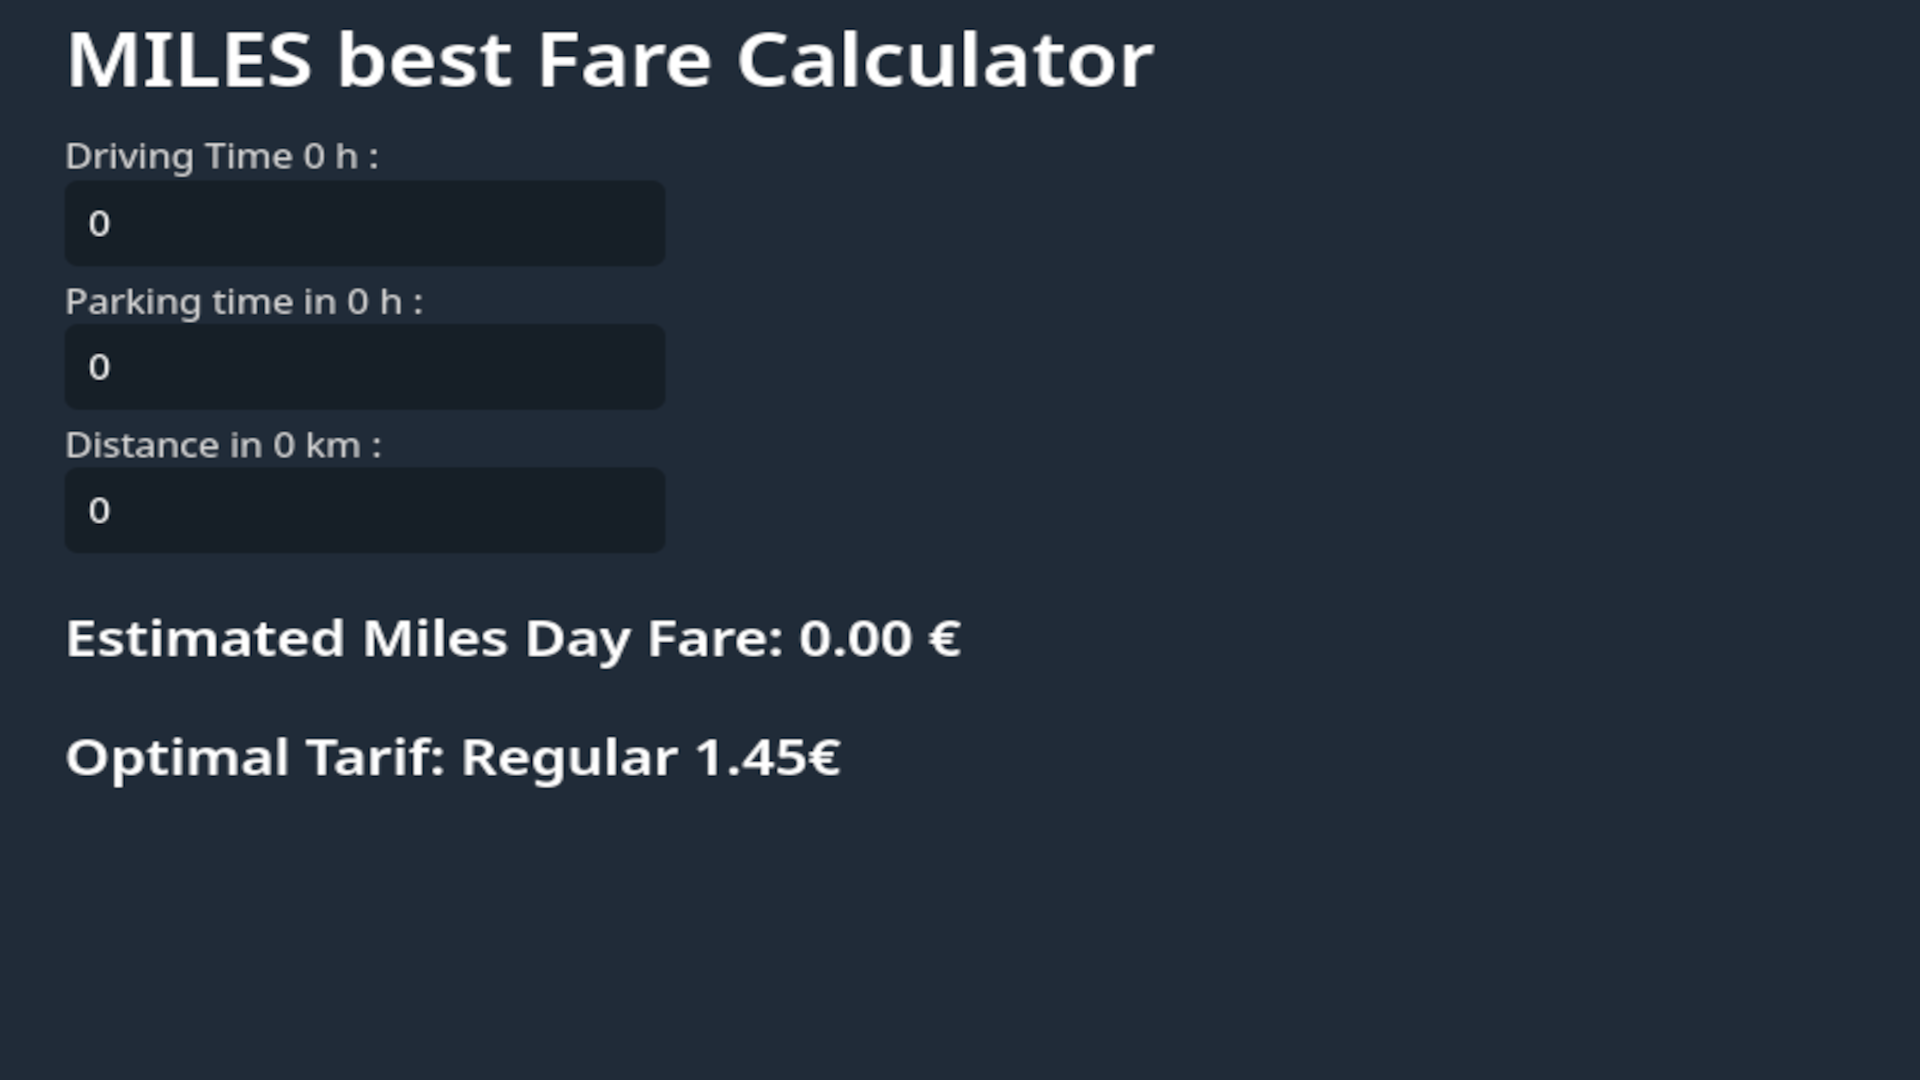 MILES best Fare Calculator
Driving Time 0 h :
0
Parking time in 0 h :
0
Distance in 0 km :
0
Estimated Miles Day Fare: 0.00 €
Optimal Tarif: Regular 1.45€